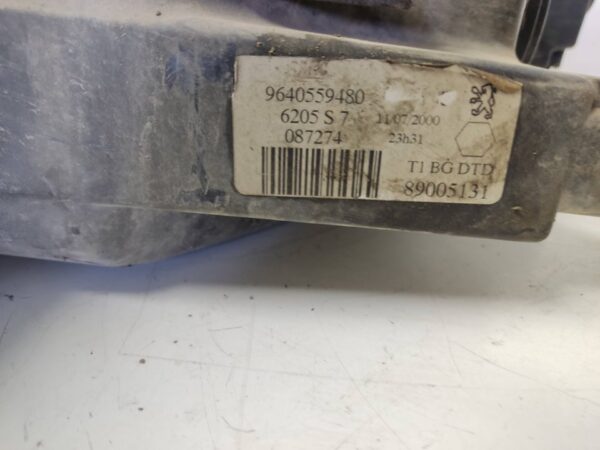 9640559480
6205 S 7 11/07/2000
087274 23h31
T1 BG DTD
89005131